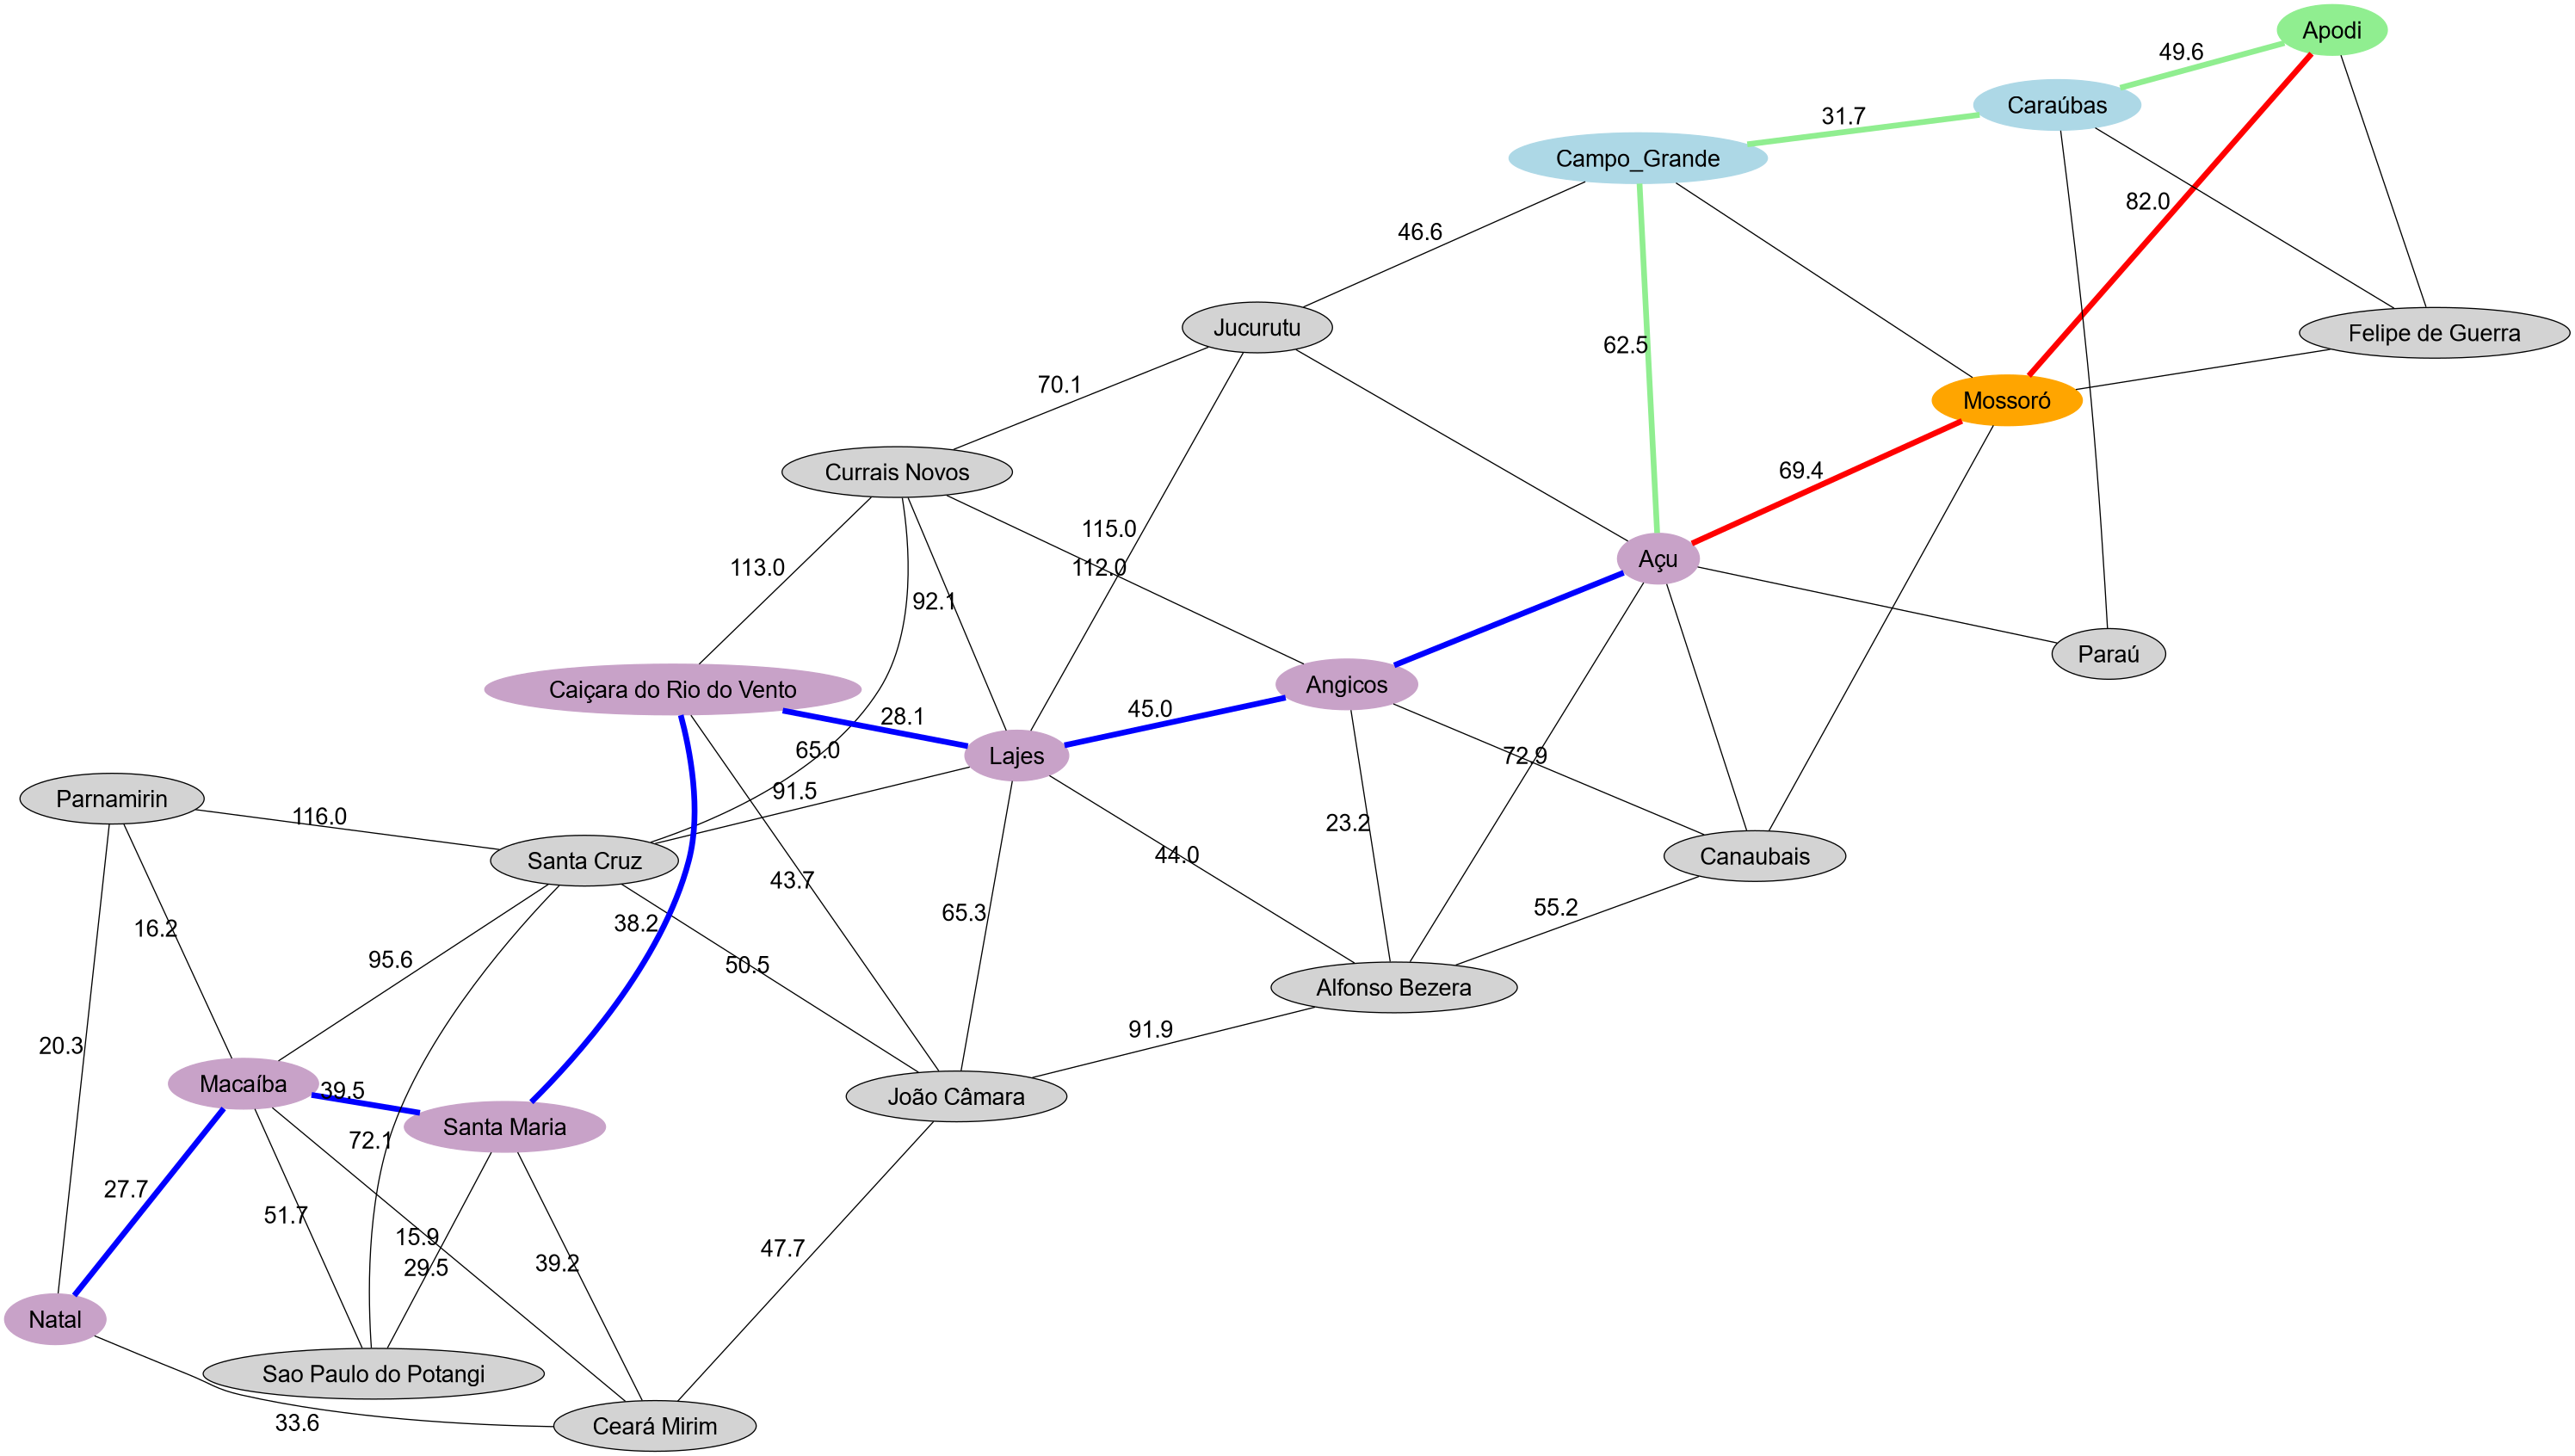 Apodi
49.6
Caraúbas
31.7
Campo_Grande
82.0
46.6
Jucurutu
Felipe de Guerra
62.5
70.1
Mossoró
Currais Novos
69.4
115.0
Açu
113.0
112.0
92.1
Paraú
Angicos
Caiçara do Rio do Vento
45.0
28.1
65.0
Lajes
72.9
91.5
Parnamirin
116.0
23.2
Santa Cruz
44.0
Canaubais
43.7
55.2
65.3
38.2
16.2
95.6
50.5
Alfonso Bezera
91.9
20.3
Macaíba
39.5
João Câmara
Santa Maria
72.1
27.7
51.7
15.9
47.7
29.5
39.2
Natal
Sao Paulo do Potangi
33.6
Ceará Mirim